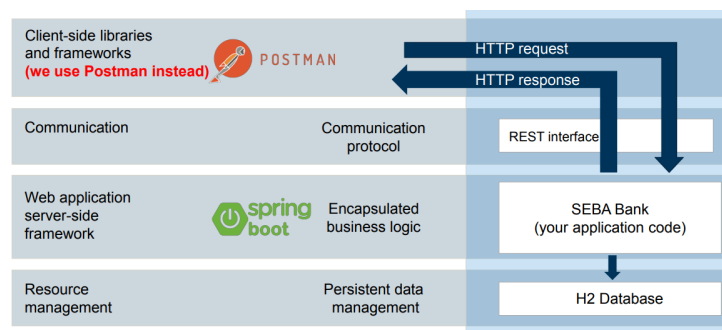 Client-side libraries
and frameworks
(we use Postman instead)
POSTMAN
HTTP request
HTTP response
Communication
Communication
protocol
REST interface
Web application
server-side
framework
spring
boot
Encapsulated
business logic
SEBA Bank
(your application code)
Resource
management
Persistent data
management
H2 Database